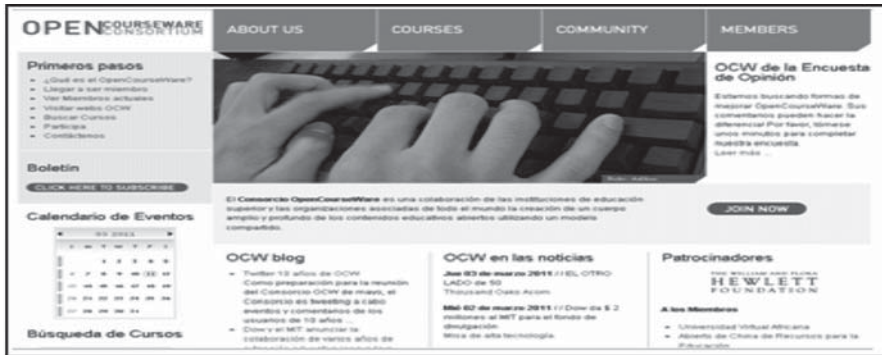 OPENCOURSEWARE
CONSORTIUM
ABOUT US
COURSES
COMMUNITY
MEMBERS
Primeros pasos
¿Qué es el OpenCourseWare?
Llegar a ser miembro
Ver Miembros actuales
Visitar webs OCW
Buscar Cursos
Participa
Contáctenos
Boletín
CLICK HERE TO SUBSCRIBE
Calendario de Eventos
03 2011
Búsqueda de Cursos
OCW de la Encuesta
de Opinión
Estamos buscando formas de
mejorar OpenCourseWare. Sus
comentarios pueden hacer la
diferencia! Por favor, tómese
unos minutos para completar
nuestra encuesta.
Leer más ...
El Consorcio OpenCourseWare es una colaboración de las instituciones de educación
superior y las organizaciones asociadas de todo el mundo la creación de un cuerpo
amplio y profundo de los contenidos educativos abiertos utilizando un modelo
compartido.
JOIN NOW
OCW blog
Twitter 10 años de OCW
Como preparación para la reunión
del Consorcio OCW de mayo, el
Consorcio es tweeting a cabo
eventos y comentarios de los
usuarios de 10 años ...
Dow y el MIT anunciar la
colaboración de varios años de
OCW en las noticias
Jue 03 de marzo 2011 // EL OTRO
LADO de 50
Thousand Oaks Acorn
Mié 02 de marzo 2011 // Dow da $ 2
millones al MIT para el fondo de
divulgación
Misa de alta tecnología
Patrocinadores
THE WILLIAM AND FLORA
HEWLETT
FOUNDATION
A los Miembros
Universidad Virtual Africana
Abierto de China de Recursos para la
Educación